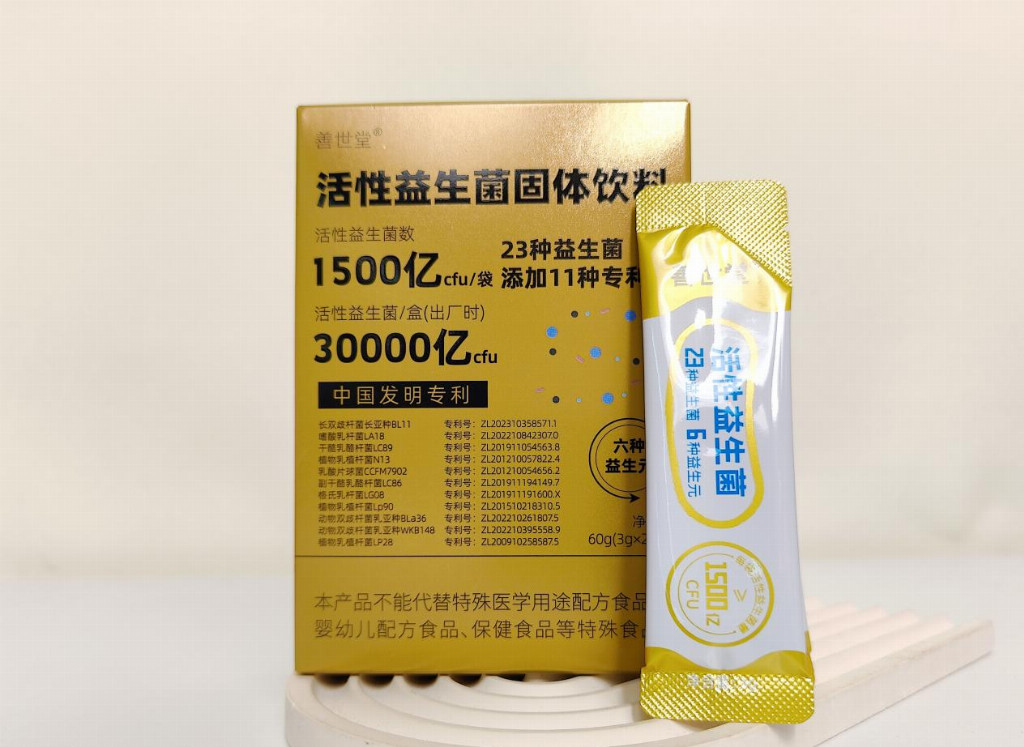 善世堂®
活性益生菌固体饮料
活性益生菌数
1500亿cfu/袋
23种益生菌
添加11种专利
活性益生菌/盒(出厂时)
30000亿cfu
中国发明专利
长双歧杆菌长亚种BL11 专利号：ZL202310358571.1
嗜酸乳杆菌LA18 专利号：ZL202210842307.0
干酪乳酪杆菌LC89 专利号：ZL201911054563.8
植物乳植杆菌N13 专利号：ZL201210057822.4
乳酸片球菌CCFM7902 专利号：ZL201210054656.2
副干酪乳酪杆菌LC86 专利号：ZL201911194149.7
格氏乳杆菌LG08 专利号：ZL201911191600.X
植物乳植杆菌Lp90 专利号：ZL201510218310.5
动物双歧杆菌乳亚种BLa36 专利号：ZL202210261807.5
动物双歧杆菌乳亚种WKB148 专利号：ZL202210395558.9
植物乳植杆菌LP28 专利号：ZL200910258587.5
六种
益生元
净
60g(3g×2
本产品不能代替特殊医学用途配方食品
婴幼儿配方食品、保健食品等特殊食
善世堂
活性益生菌
23种益生菌 6种益生元
每袋活性益生菌量
≥
1500亿
CFU